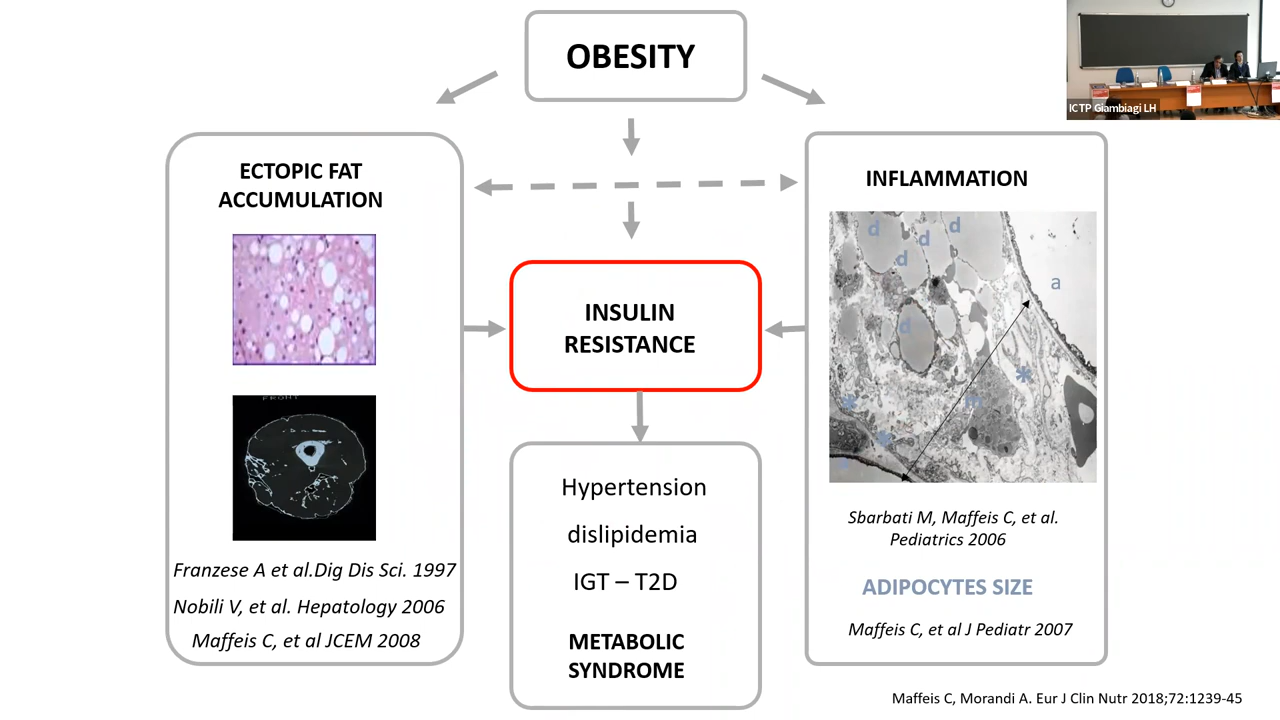 OBESITY
ICTP Giambiagi LH
ECTOPIC FAT
ACCUMULATION
FRONT
Franzese A et al.Dig Dis Sci. 1997
Nobili V, et al. Hepatology 2006
Maffeis C, et al JCEM 2008
INSULIN
RESISTANCE
Hypertension
dislipidemia
IGT – T2D
METABOLIC
SYNDROME
INFLAMMATION
d
d
d
d
a
d
*
m
*
*
Sbarbati M, Maffeis C, et al.
Pediatrics 2006
ADIPOCYTES SIZE
Maffeis C, et al J Pediatr 2007
Maffeis C, Morandi A. Eur J Clin Nutr 2018;72:1239-45